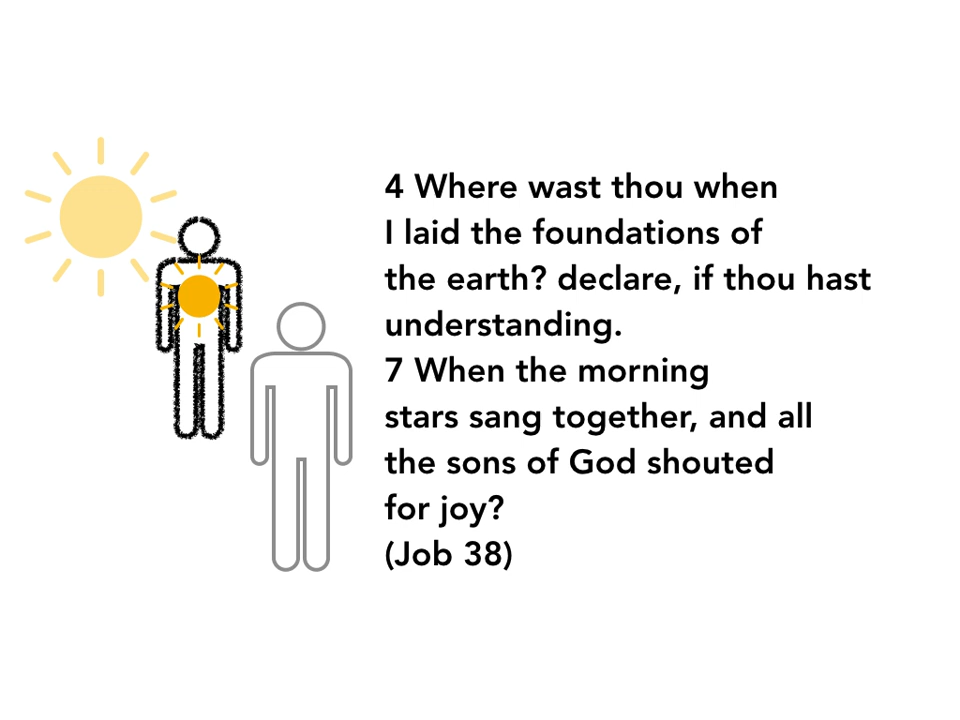 4 Where wast thou when
I laid the foundations of
the earth? declare, if thou hast
understanding.
7 When the morning
stars sang together, and all
the sons of God shouted
for joy?
(Job 38)